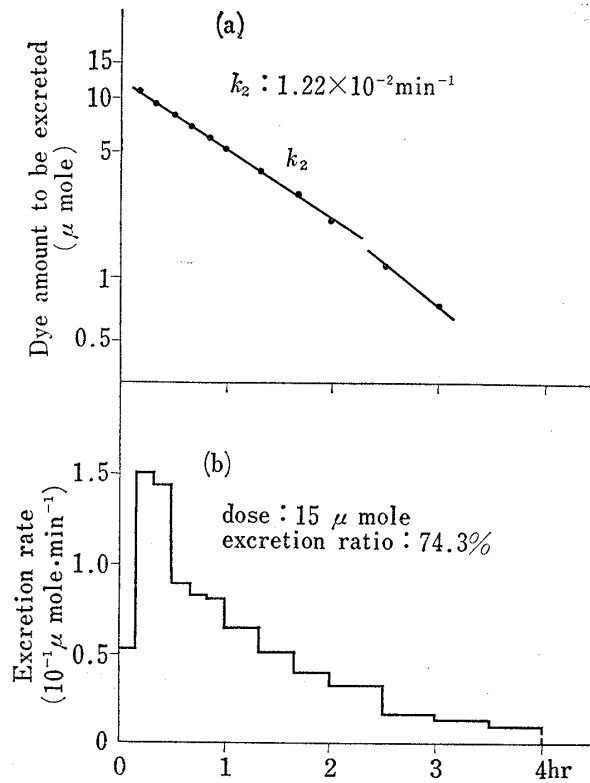 (a)
15
10
5
1
0.5
k₂ : 1.22×10⁻²min⁻¹
k₂
Dye amount to be excreted
(μ mole)
(b)
1.5
1.0
0.5
0
dose : 15 μ mole
excretion ratio : 74.3%
Excretion rate
(10⁻¹μ mole·min⁻¹)
0 1 2 3 4hr